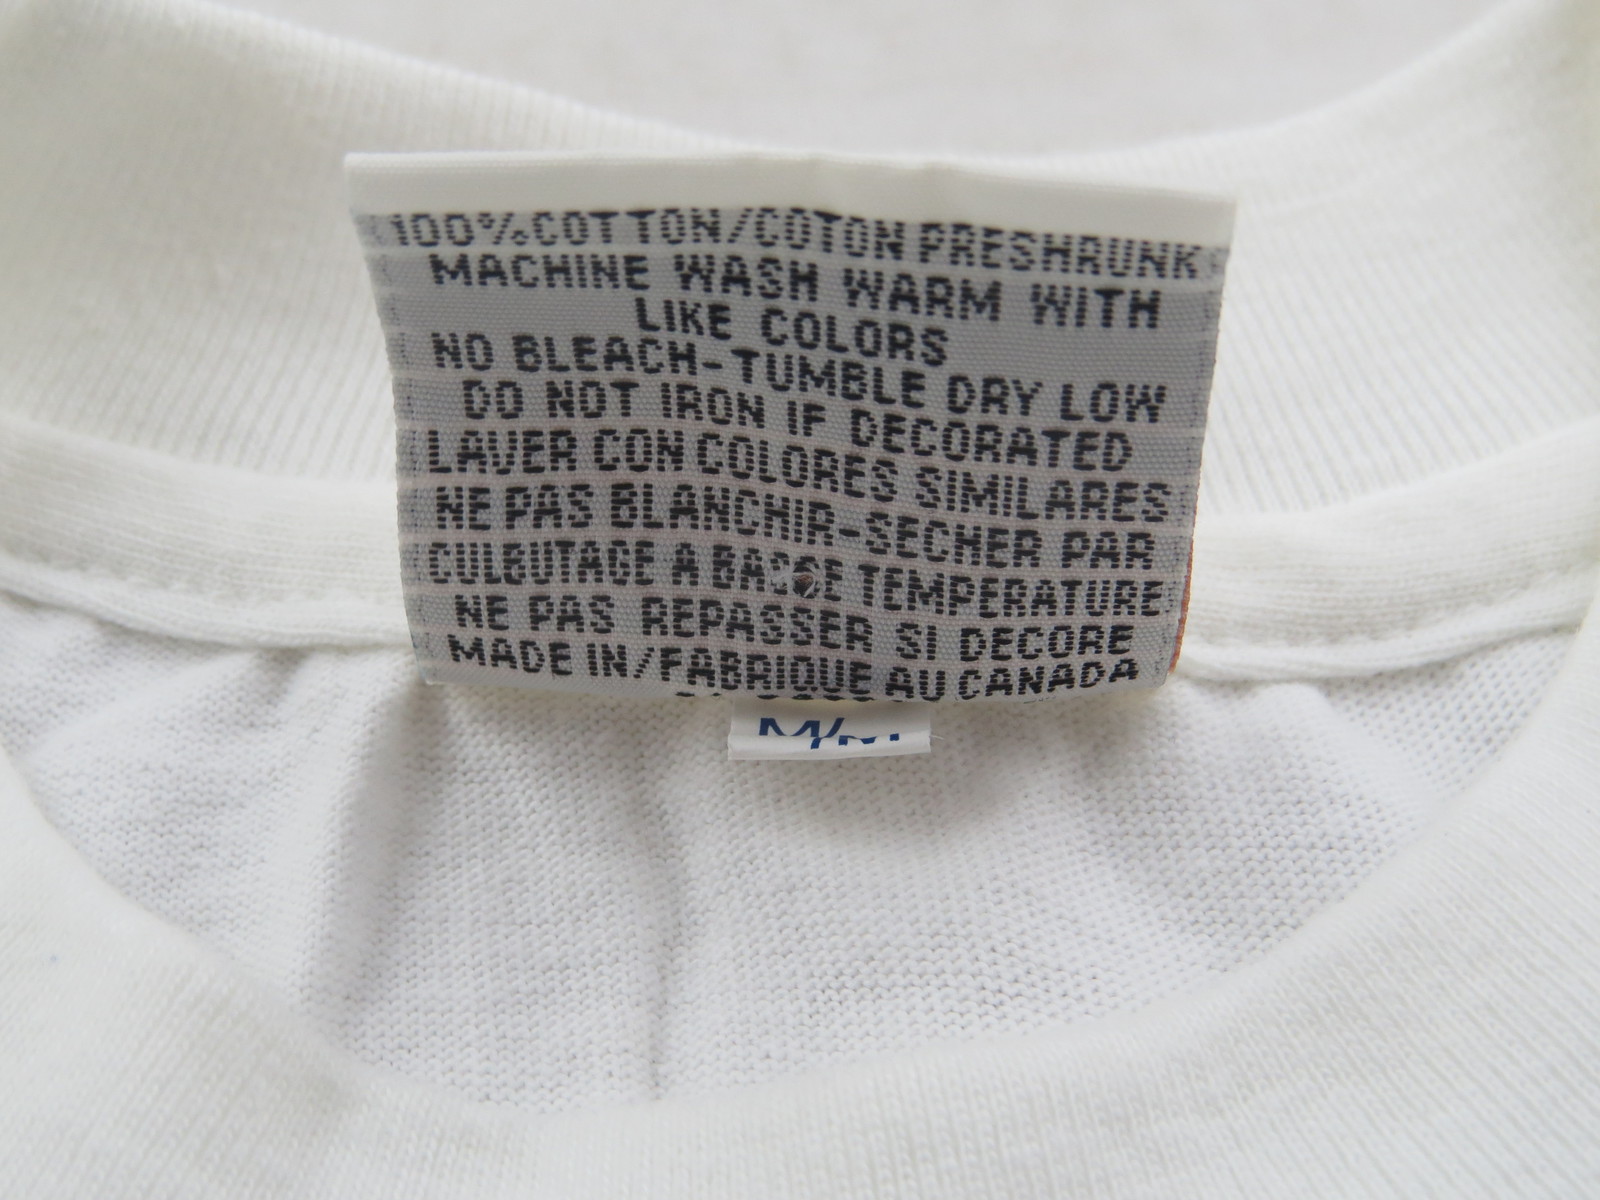 100% COTTON/COTON PRESHRUNK
MACHINE WASH WARM WITH
LIKE COLORS
NO BLEACH-TUMBLE DRY LOW
DO NOT IRON IF DECORATED
LAVER CON COLORES SIMILARES
NE PAS BLANCHIR-SECHER PAR
CULBUTAGE A BASSE TEMPERATURE
NE PAS REPASSER SI DECORE
MADE IN/FABRIQUE AU CANADA
M/M